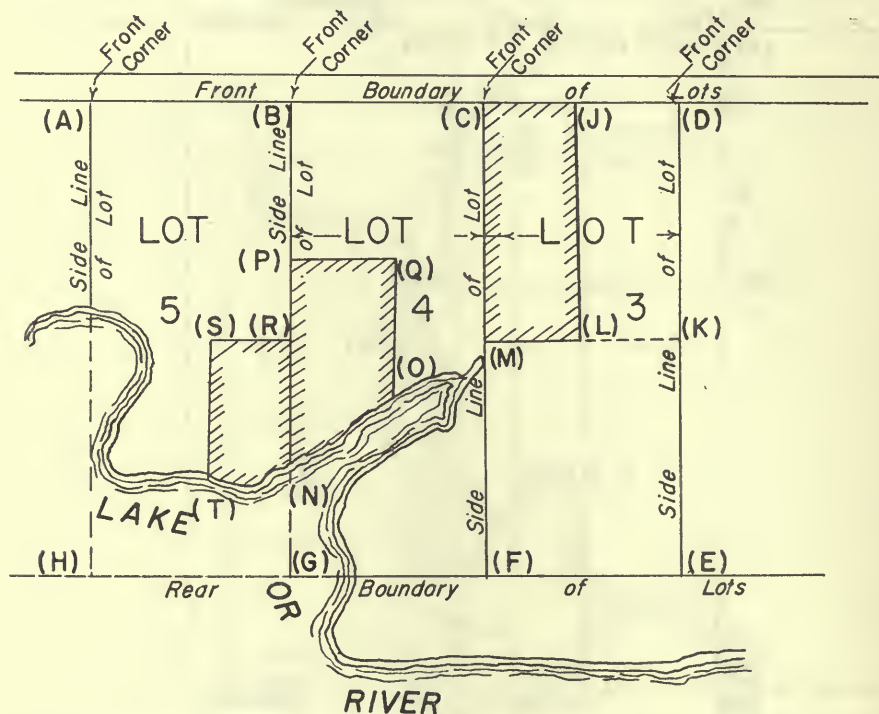 Front Corner
Front Corner
Front Corner
Front Corner
Front Boundary of Lots
(A) (B) (C) (J) (D)
Side Line of Lot
Side Line of Lot
Side Line of Lot
Side Line of Lot
LOT LOT LOT
(P) (Q)
5 4 3
(S) (R) (L) (K)
(O) (M)
(N)
LAKE (T)
(H) (G) (F) (E)
Rear Boundary of Lots
OR
RIVER